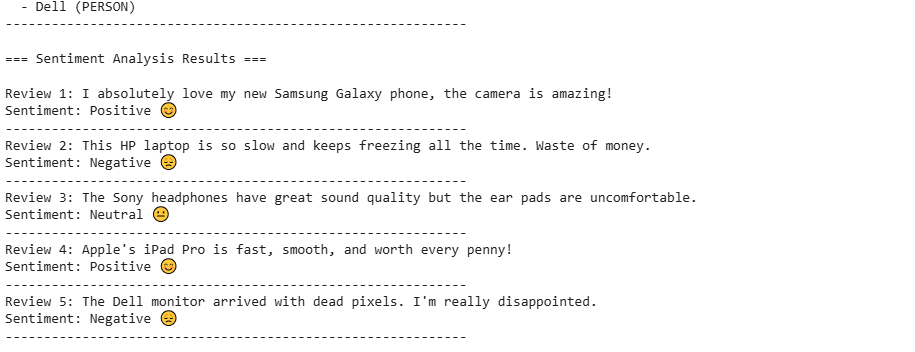 - Dell (PERSON)
-------------------------------------------------------------
=== Sentiment Analysis Results ===
Review 1: I absolutely love my new Samsung Galaxy phone, the camera is amazing!
Sentiment: Positive 😊
-------------------------------------------------------------
Review 2: This HP laptop is so slow and keeps freezing all the time. Waste of money.
Sentiment: Negative 😞
-------------------------------------------------------------
Review 3: The Sony headphones have great sound quality but the ear pads are uncomfortable.
Sentiment: Neutral 😐
-------------------------------------------------------------
Review 4: Apple's iPad Pro is fast, smooth, and worth every penny!
Sentiment: Positive 😊
-------------------------------------------------------------
Review 5: The Dell monitor arrived with dead pixels. I'm really disappointed.
Sentiment: Negative 😞
-------------------------------------------------------------